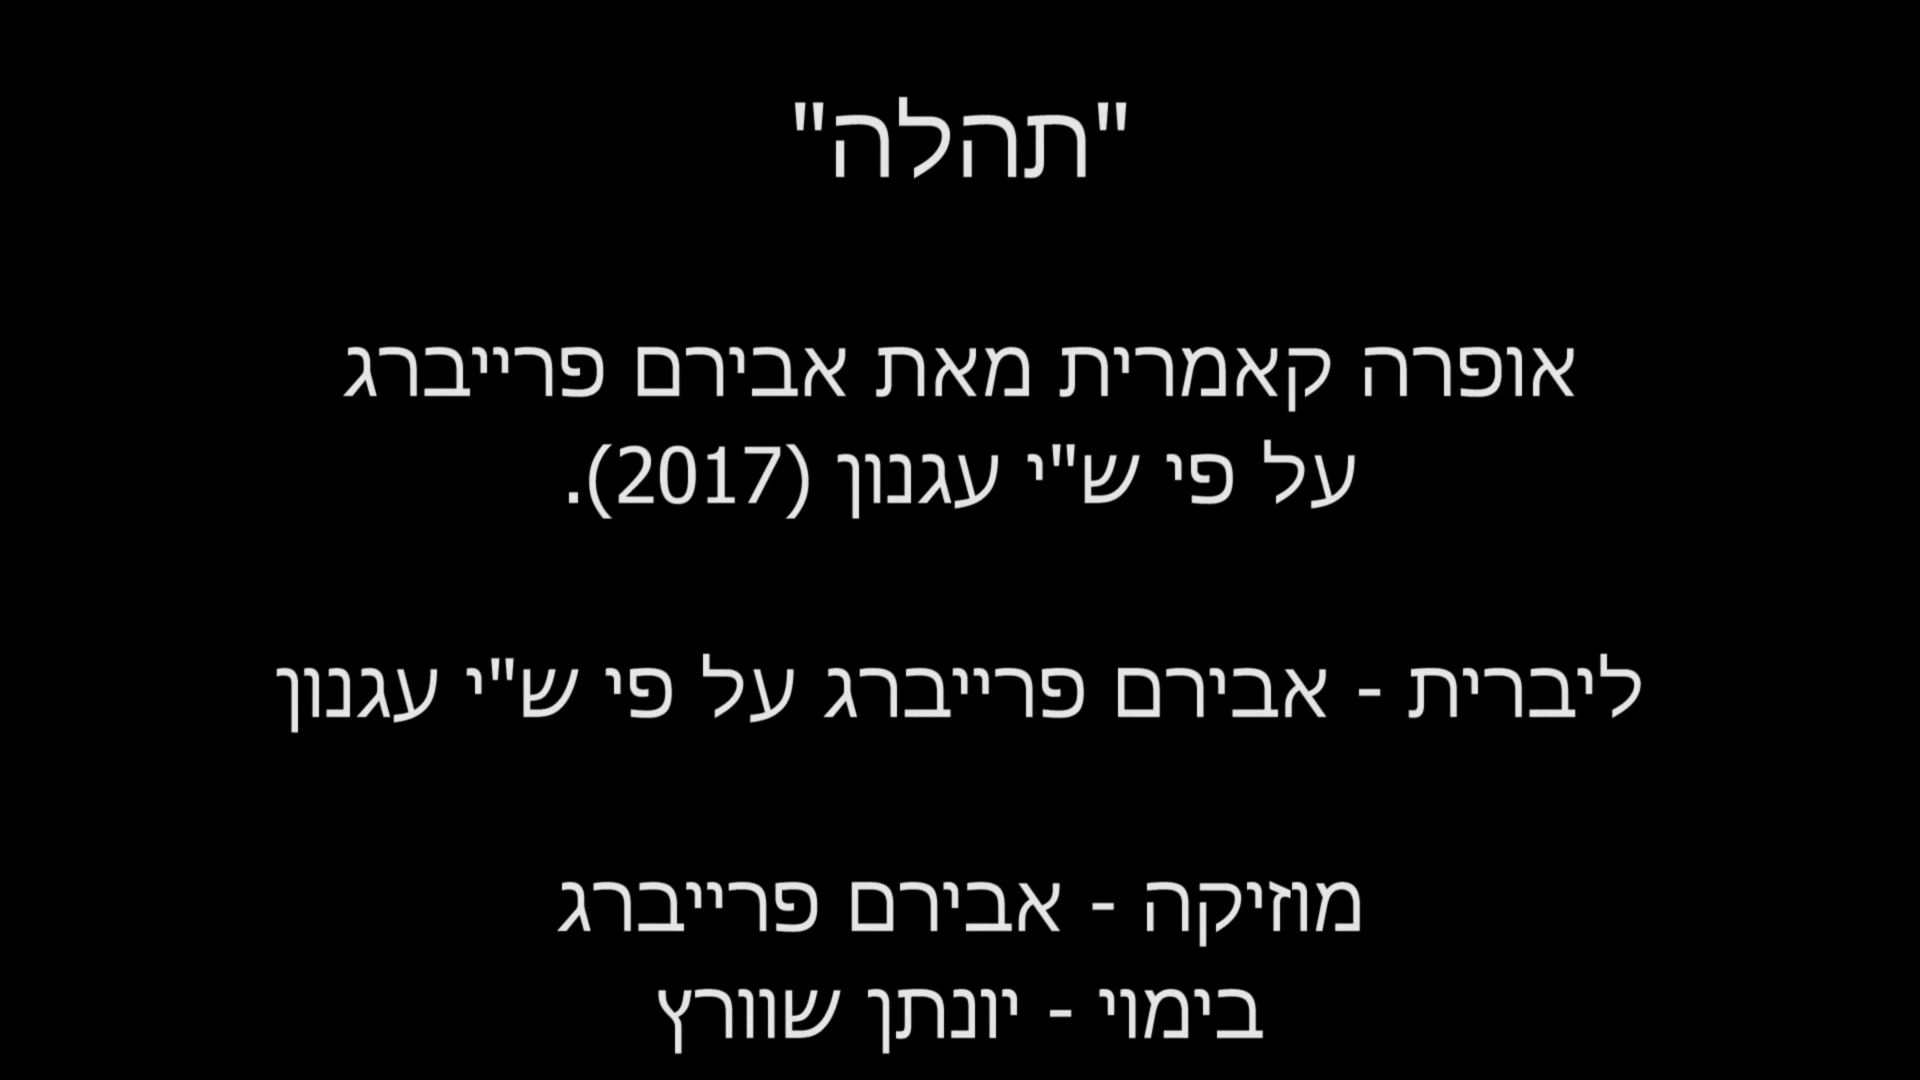 "תהלה"
אופרה קאמרית מאת אבירם פרייברג
על פי ש"י עגנון (2017).
ליברית - אבירם פרייברג על פי ש"י עגנון
מוזיקה - אבירם פרייברג
בימוי - יונתן שוורץ